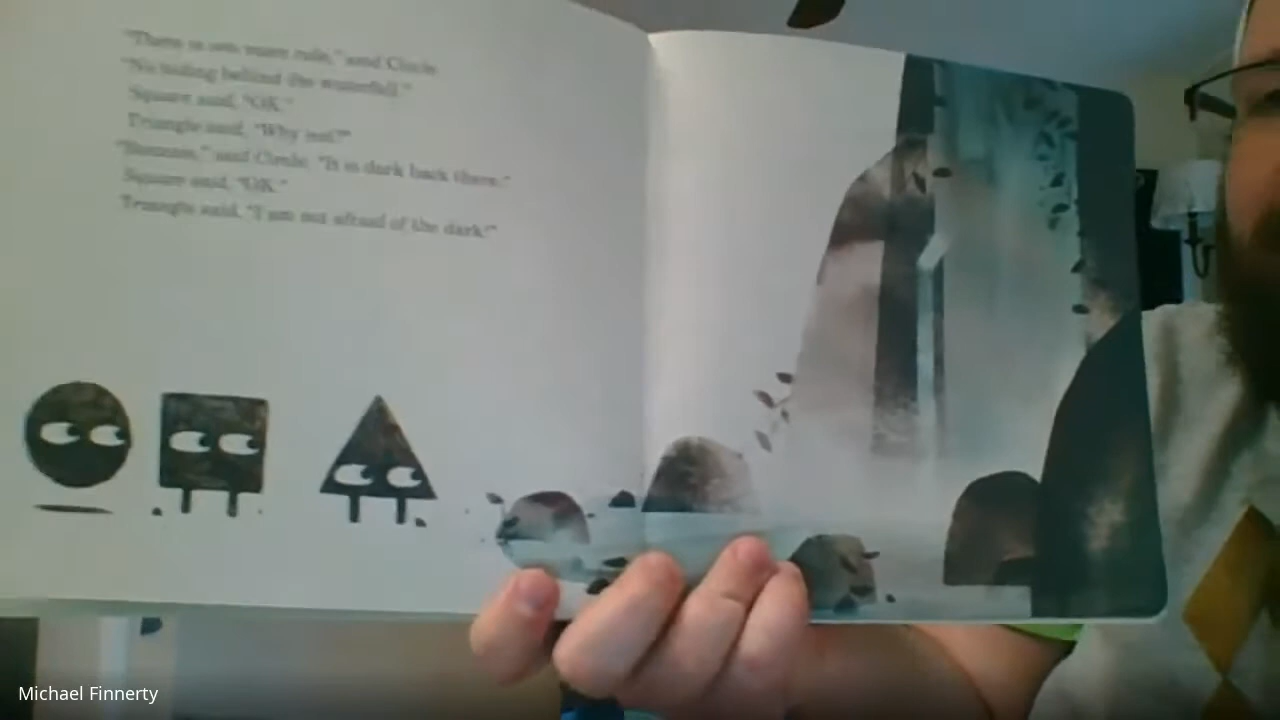 "There is one more rule," said Circle.
"No hiding behind the waterfall."
Square said, "OK."
Triangle said, "Why not?"
"Because," said Circle. "It is dark back there."
Square said, "OK."
Triangle said, "I am not afraid of the dark!"
Michael Finnerty